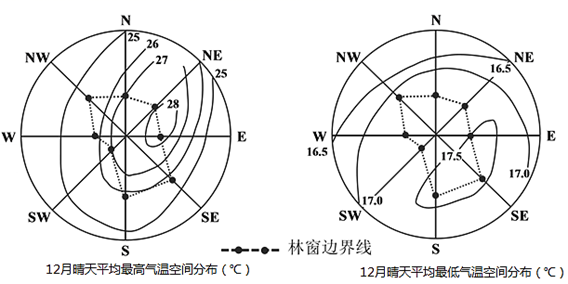 N
25
26
27
NW
NE
25
28
W
E
SW
SE
S
N
NW
NE
16.5
W
E
16.5
17.5
17.0
17.0
SW
SE
S
林窗边界线
12月晴天平均最高气温空间分布（℃）
12月晴天平均最低气温空间分布（℃）